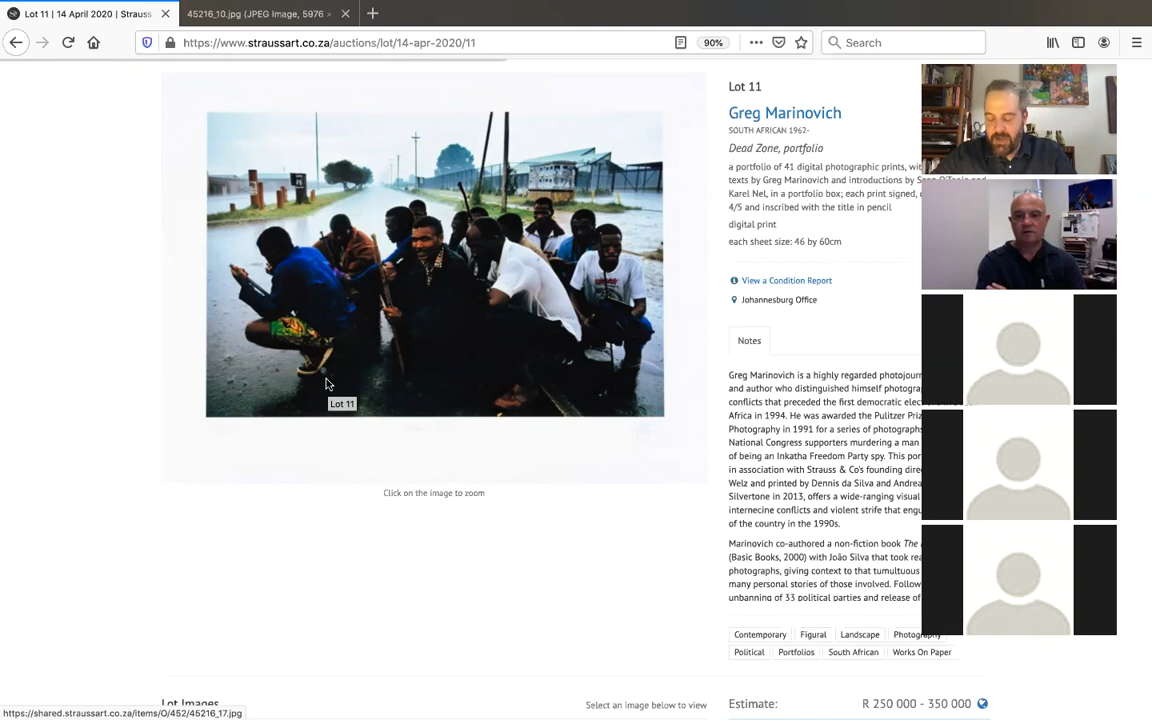 Lot 11 | 14 April 2020 | Strauss
45216_10.jpg (JPEG Image, 5976 ×
https://www.straussart.co.za/auctions/lot/14-apr-2020/11
90%
Search
Lot 11
Greg Marinovich
SOUTH AFRICAN 1962-
Dead Zone, portfolio
a portfolio of 41 digital photographic prints, wit
texts by Greg Marinovich and introductions by
Karel Nel, in a portfolio box; each print signed,
4/5 and inscribed with the title in pencil
digital print
each sheet size: 46 by 60cm
View a Condition Report
Johannesburg Office
Notes
Greg Marinovich is a highly regarded photojourn
and author who distinguished himself photogra
conflicts that preceded the first democratic elec
Africa in 1994. He was awarded the Pulitzer Priz
Photography in 1991 for a series of photographs
National Congress supporters murdering a man
of being an Inkatha Freedom Party spy. This por
in association with Strauss & Co's founding dire
Welz and printed by Dennis da Silva and Andrea
Silvertone in 2013, offers a wide-ranging visual
internecine conflicts and violent strife that engu
of the country in the 1990s.
Marinovich co-authored a non-fiction book The
(Basic Books, 2000) with João Silva that took rea
photographs, giving context to that tumultuous
many personal stories of those involved. Follow
unbanning of 33 political parties and release of
Lot 11
Click on the image to zoom
Contemporary Figural Landscape Photography
Political Portfolios South African Works On Paper
Lot Images
Select an image below to view
Estimate: R 250 000 - 350 000
https://shared.straussart.co.za/items/O/452/45216_17.jpg